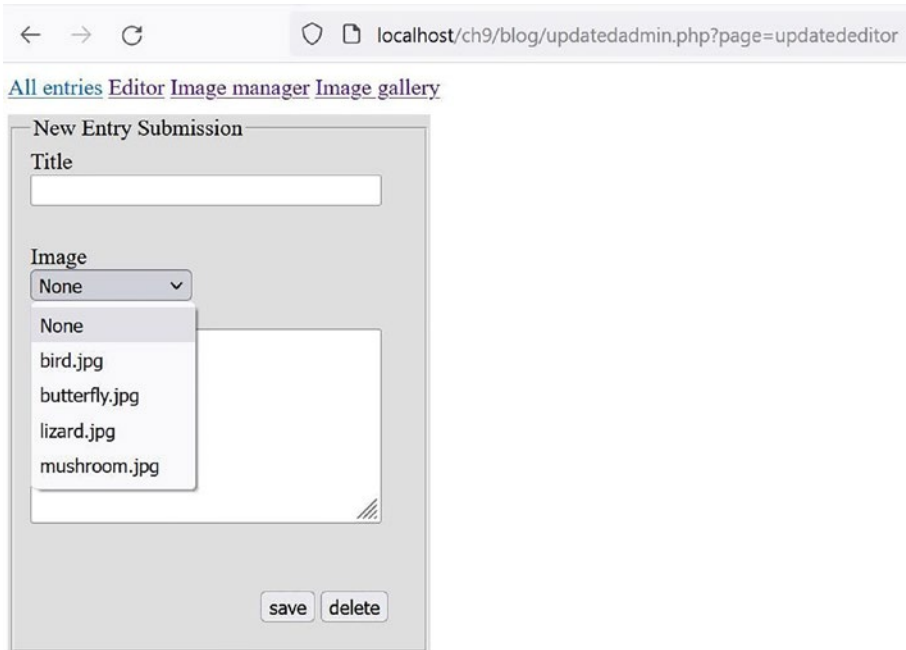 localhost/ch9/blog/updatedadmin.php?page=updatededitor
All entries Editor Image manager Image gallery
New Entry Submission
Title
Image
None
None
bird.jpg
butterfly.jpg
lizard.jpg
mushroom.jpg
save delete